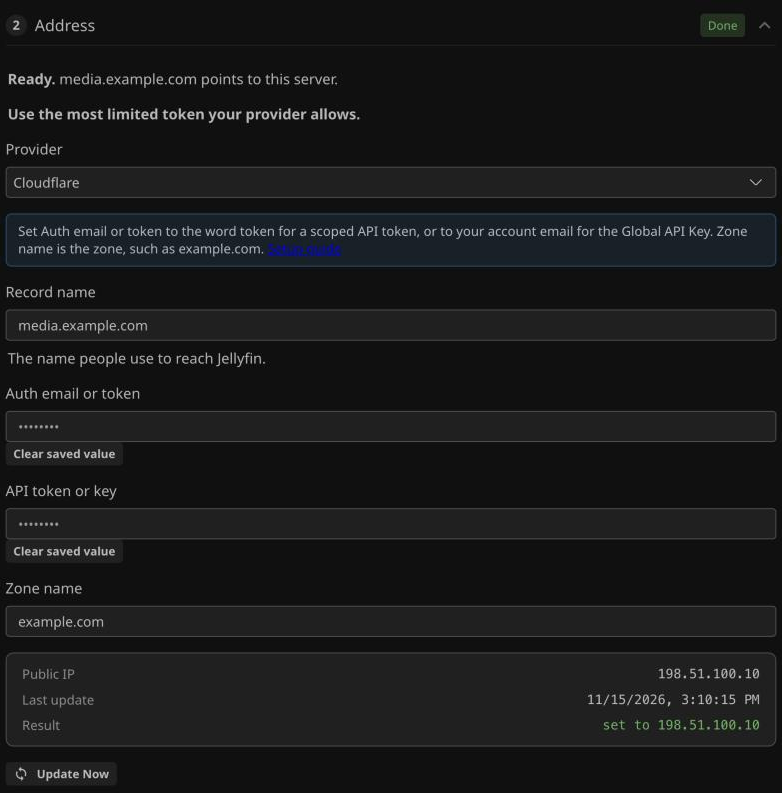 2 Address Done
Ready. media.example.com points to this server.
Use the most limited token your provider allows.
Provider
Cloudflare
Set Auth email or token to the word token for a scoped API token, or to your account email for the Global API Key. Zone
name is the zone, such as example.com. Setup guide
Record name
media.example.com
The name people use to reach Jellyfin.
Auth email or token
••••••••
Clear saved value
API token or key
••••••••
Clear saved value
Zone name
example.com
Public IP 198.51.100.10
Last update 11/15/2026, 3:10:15 PM
Result set to 198.51.100.10
Update Now